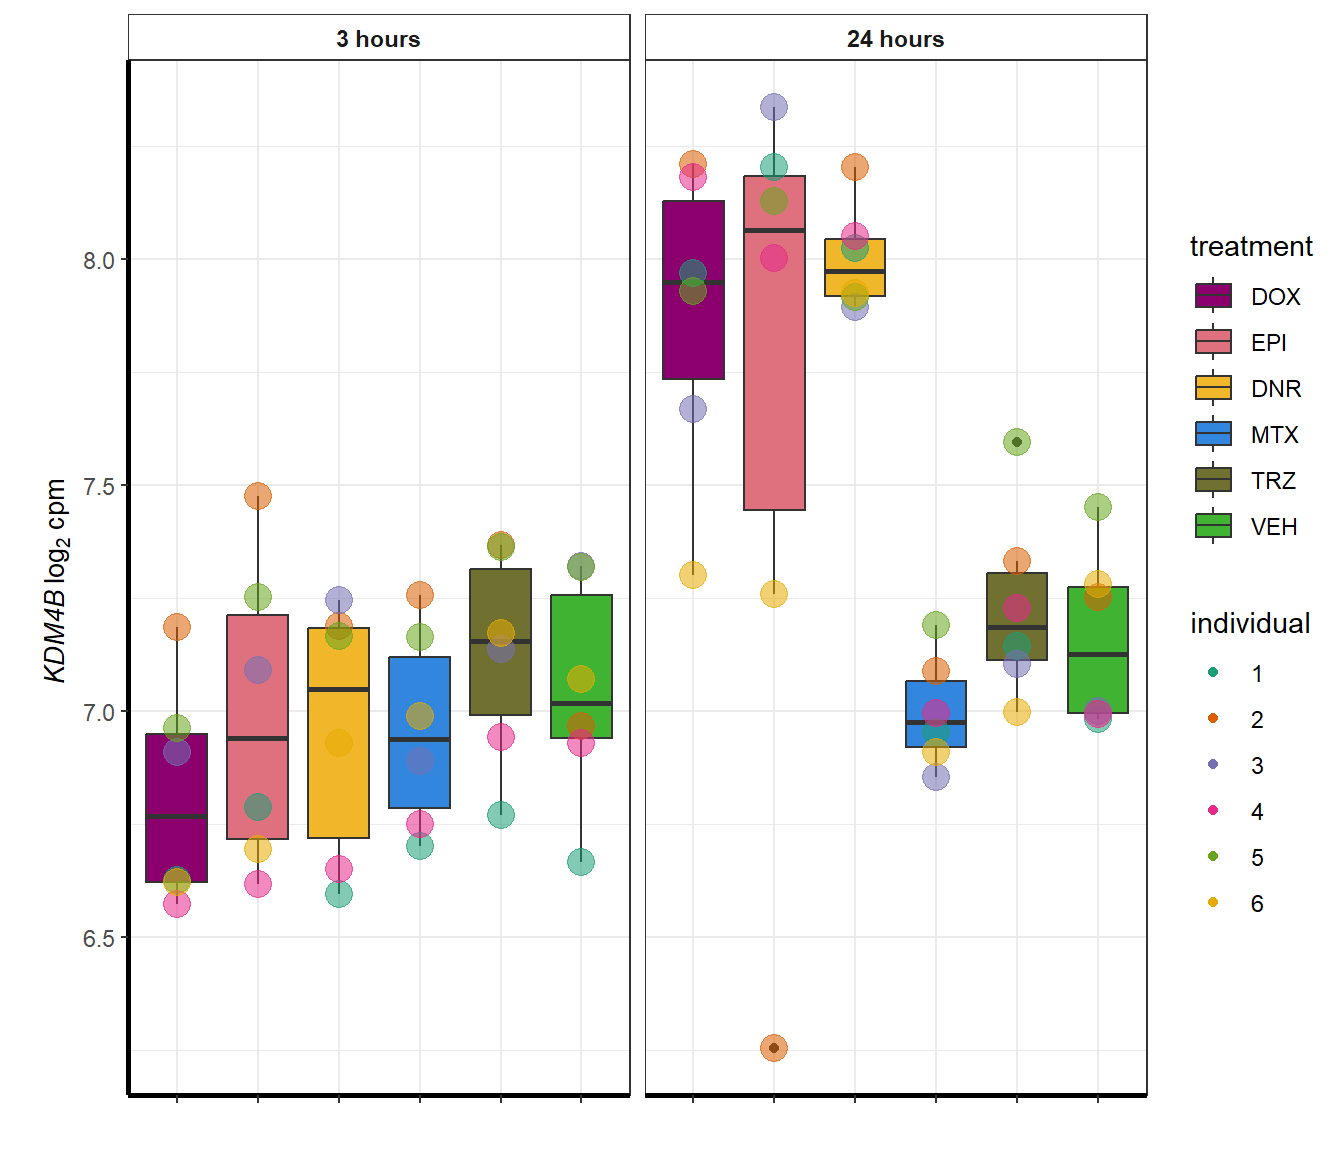 3 hours
24 hours
KDM4B log2 cpm
8.0
7.5
7.0
6.5
treatment
DOX
EPI
DNR
MTX
TRZ
VEH
individual
1
2
3
4
5
6